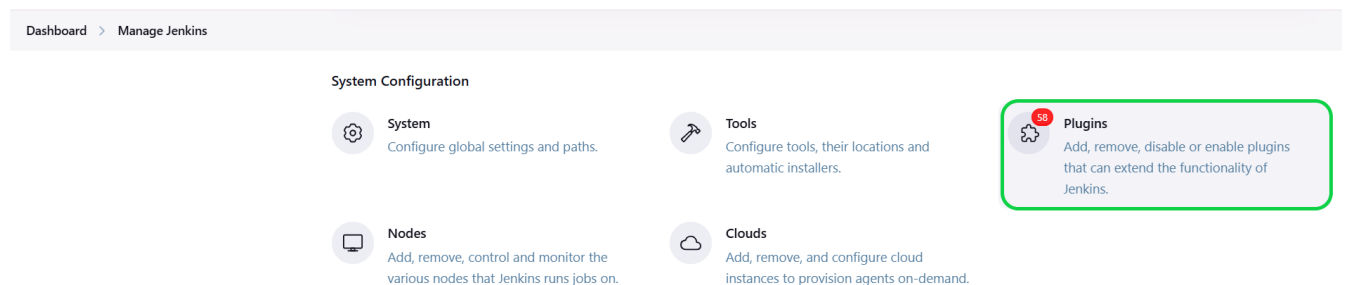 Dashboard > Manage Jenkins
System Configuration
System
Configure global settings and paths.
Tools
Configure tools, their locations and
automatic installers.
58
Plugins
Add, remove, disable or enable plugins
that can extend the functionality of
Jenkins.
Nodes
Add, remove, control and monitor the
various nodes that Jenkins runs jobs on.
Clouds
Add, remove, and configure cloud
instances to provision agents on-demand.